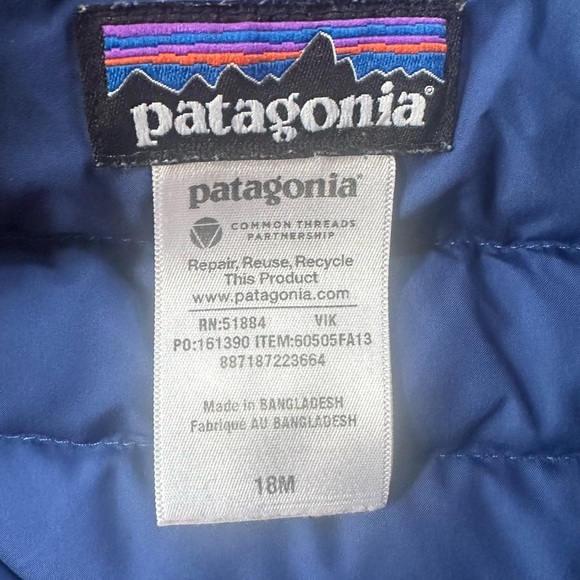 patagonia®
patagonia®
COMMON THREADS
PARTNERSHIP
Repair, Reuse, Recycle
This Product
www.patagonia.com
RN:51884 VIK
PO:161390 ITEM:60505FA13
887187223664
Made in BANGLADESH
Fabriqué AU BANGLADESH
18M